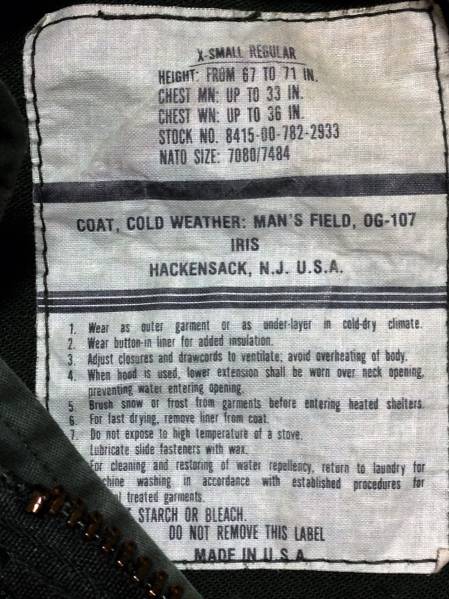 X-SMALL REGULAR
HEIGHT: FROM 67 TO 71 IN.
CHEST MN: UP TO 33 IN.
CHEST WN: UP TO 36 IN.
STOCK NO. 8415-00-782-2933
NATO SIZE: 7080/7484
COAT, COLD WEATHER: MAN'S FIELD, OG-107
IRIS
HACKENSACK, N.J. U.S.A.
1. Wear as outer garment or as under-layer in cold-dry climate.
2. Wear button-in liner for added insulation.
3. Adjust closures and drawcords to ventilate; avoid overheating of body.
4. When hood is used, lower extension shall be worn over neck opening,
preventing water entering opening.
5. Brush snow or frost from garments before entering heated shelters.
6. For fast drying, remove liner from coat.
7. Do not expose to high temperature of a stove.
Lubricate slide fasteners with wax.
For cleaning and restoring of water repellency, return to laundry for
chine washing in accordance with established procedures for
l treated garments.
STARCH OR BLEACH.
DO NOT REMOVE THIS LABEL
MADE IN U.S.A.